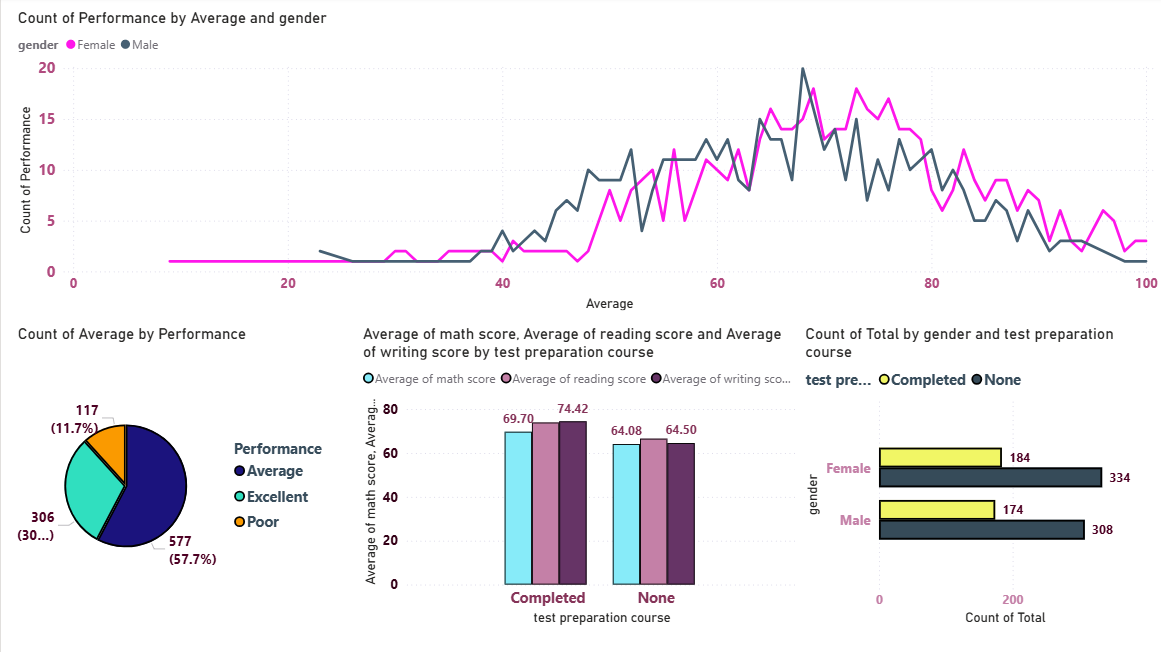 Count of Performance by Average and gender
gender Female Male
Count of Performance
20
15
10
5
0
0 20 40 60 80 100
Average
Count of Average by Performance
117
(11.7%)
306
(30...)
577
(57.7%)
Performance
Average
Excellent
Poor
Average of math score, Average of reading score and Average
of writing score by test preparation course
Average of math score Average of reading score Average of writing sco...
Average of math score, Averag...
80
60
40
20
0
69.70 74.42
64.08 64.50
Completed None
test preparation course
Count of Total by gender and test preparation
course
test pre... Completed None
gender
Female
184
334
Male
174
308
0 200
Count of Total